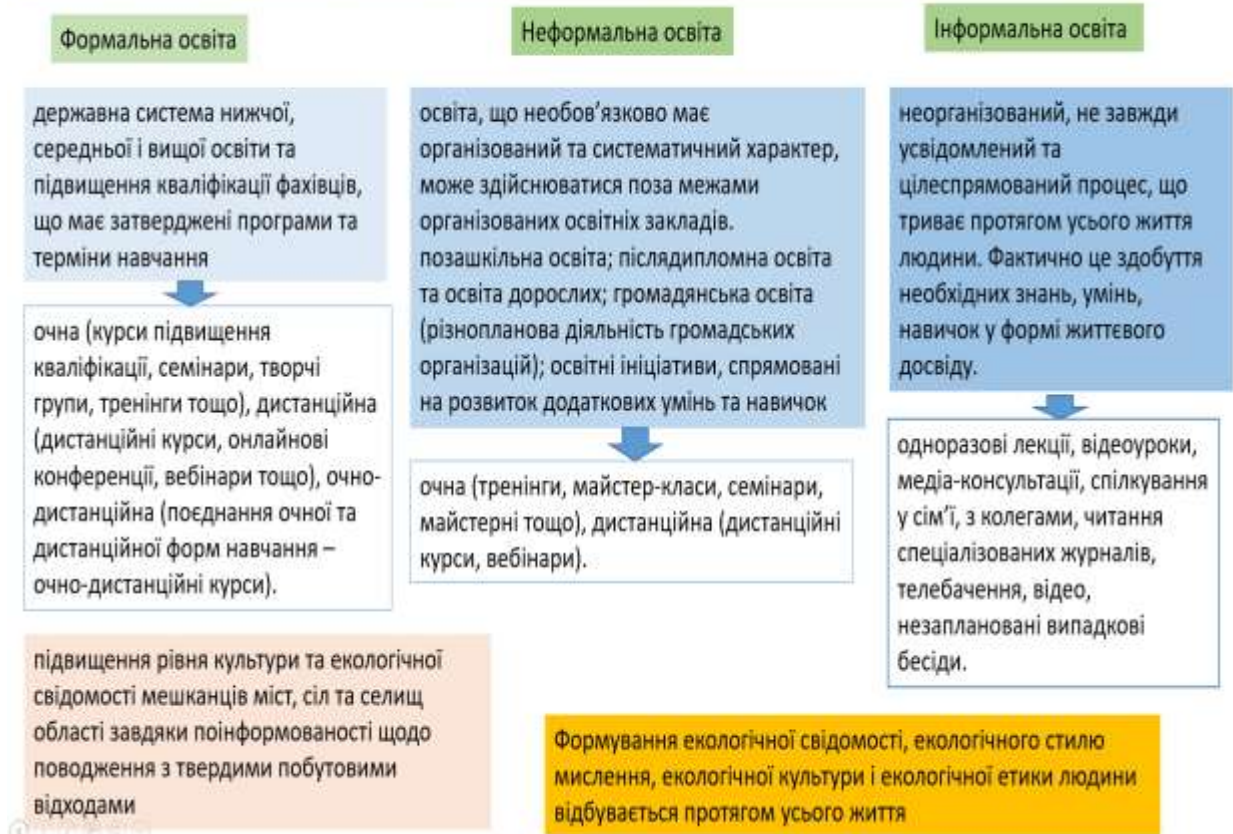 Формальна освіта
державна система нижчої,
середньої і вищої освіти та
підвищення кваліфікації фахівців,
що має затверджені програми та
терміни навчання
очна (курси підвищення
кваліфікації, семінари, творчі
групи, тренінги тощо), дистанційна
(дистанційні курси, онлайнові
конференції, вебінари тощо), очно-
дистанційна (поєднання очної та
дистанційної форм навчання –
очно-дистанційні курси).
Неформальна освіта
освіта, що необов’язково має
організований та систематичний характер,
може здійснюватися поза межами
організованих освітніх закладів.
позашкільна освіта; післядипломна освіта
та освіта дорослих; громадянська освіта
(різнопланова діяльність громадських
організацій); освітні ініціативи, спрямовані
на розвиток додаткових умінь та навичок
очна (тренінги, майстер-класи, семінари,
майстерні тощо), дистанційна (дистанційні
курси, вебінари).
Інформальна освіта
неорганізований, не завжди
усвідомлений та
цілеспрямований процес, що
триває протягом усього життя
людини. Фактично це здобуття
необхідних знань, умінь,
навичок у формі життєвого
досвіду.
одноразові лекції, відеоуроки,
медіа-консультації, спілкування
у сім’ї, з колегами, читання
спеціалізованих журналів,
телебачення, відео,
незаплановані випадкові
бесіди.
підвищення рівня культури та екологічної
свідомості мешканців міст, сіл та селищ
області завдяки поінформованості щодо
поводження з твердими побутовими
відходами
Формування екологічної свідомості, екологічного стилю
мислення, екологічної культури і екологічної етики людини
відбувається протягом усього життя